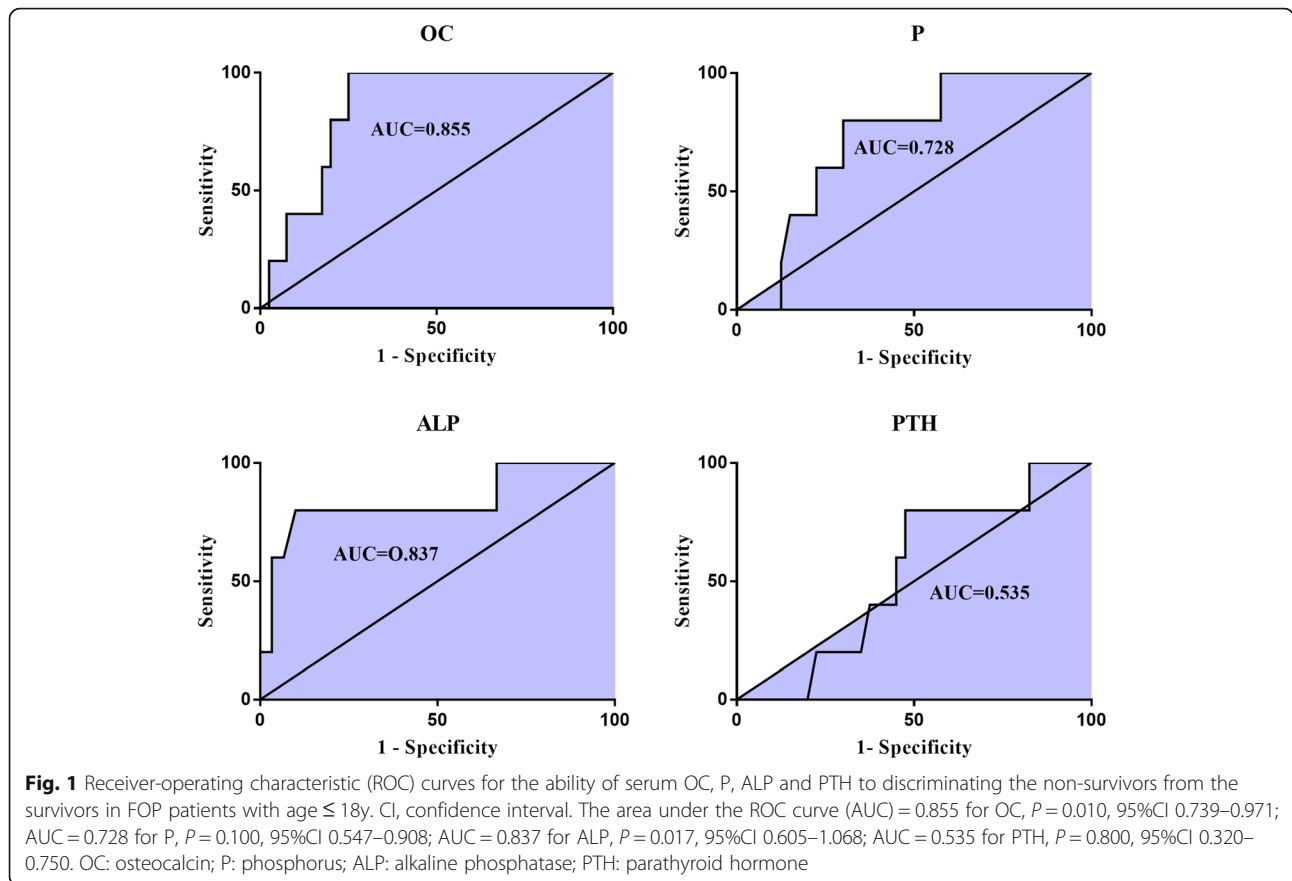 OC
100
50
0
Sensitivity
AUC=0.855
0
50
100
1 - Specificity
P
100
50
0
Sensitivity
AUC=0.728
0
50
100
1- Specificity
ALP
100
50
0
Sensitivity
AUC=O.837
0
50
100
1 - Specificity
PTH
100
50
0
Sensitivity
AUC=0.535
0
50
100
1 - Specificity
Fig. 1 Receiver-operating characteristic (ROC) curves for the ability of serum OC, P, ALP and PTH to discriminating the non-survivors from the
survivors in FOP patients with age ≤ 18y. CI, confidence interval. The area under the ROC curve (AUC) = 0.855 for OC, P = 0.010, 95%CI 0.739–0.971;
AUC = 0.728 for P, P = 0.100, 95%CI 0.547–0.908; AUC = 0.837 for ALP, P = 0.017, 95%CI 0.605–1.068; AUC = 0.535 for PTH, P = 0.800, 95%CI 0.320–
0.750. OC: osteocalcin; P: phosphorus; ALP: alkaline phosphatase; PTH: parathyroid hormone